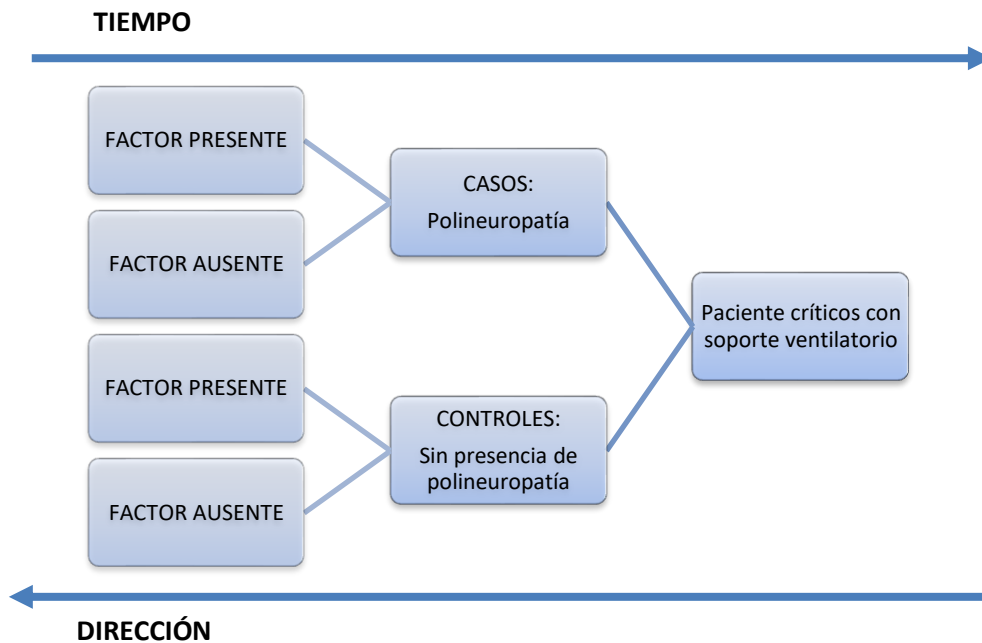 TIEMPO
FACTOR PRESENTE
FACTOR AUSENTE
FACTOR PRESENTE
FACTOR AUSENTE
CASOS:
Polineuropatía
CONTROLES:
Sin presencia de
polineuropatía
Paciente críticos con
soporte ventilatorio
DIRECCIÓN